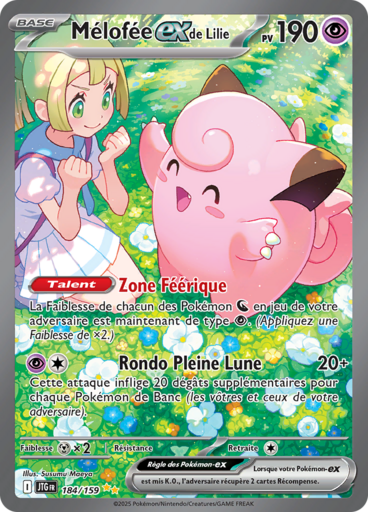 BASE Mélofée ex de Lilie PV 190
Talent Zone Féérique
La Faiblesse de chacun des Pokémon en jeu de votre
adversaire est maintenant de type . (Appliquez une
Faiblesse de ×2.)
Rondo Pleine Lune 20+
Cette attaque inflige 20 dégâts supplémentaires pour
chaque Pokémon de Banc (les vôtres et ceux de votre
adversaire).
Faiblesse ×2 Résistance Retraite
Illus. Susumu Maeya
Règle des Pokémon-ex Lorsque votre Pokémon-ex
est mis K.O., l'adversaire récupère 2 cartes Récompense.
I JTG FR 184/159
©2025 Pokémon/Nintendo/Creatures/GAME FREAK